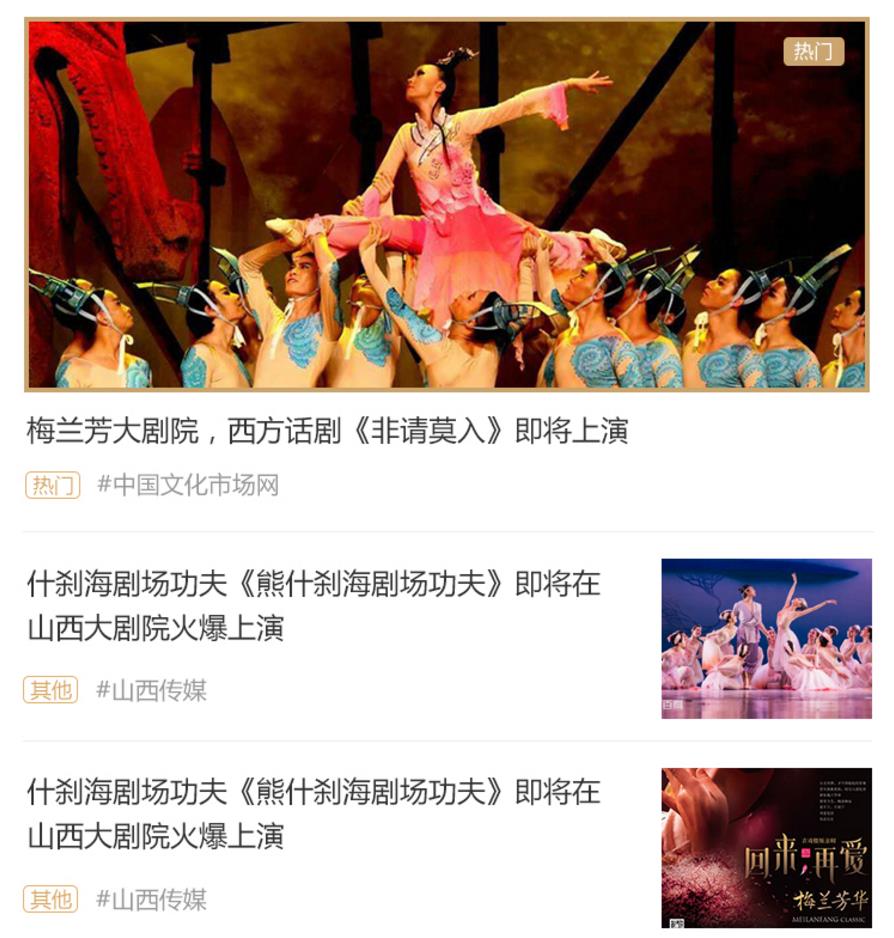 热门
梅兰芳大剧院，西方话剧《非请莫入》即将上演
热门 #中国文化市场网
什刹海剧场功夫《熊什刹海剧场功夫》即将在
山西大剧院火爆上演
其他 #山西传媒
什刹海剧场功夫《熊什刹海剧场功夫》即将在
山西大剧院火爆上演
回来，再爱
梅兰芳华
MEILANFANG CLASSIC
其他 #山西传媒